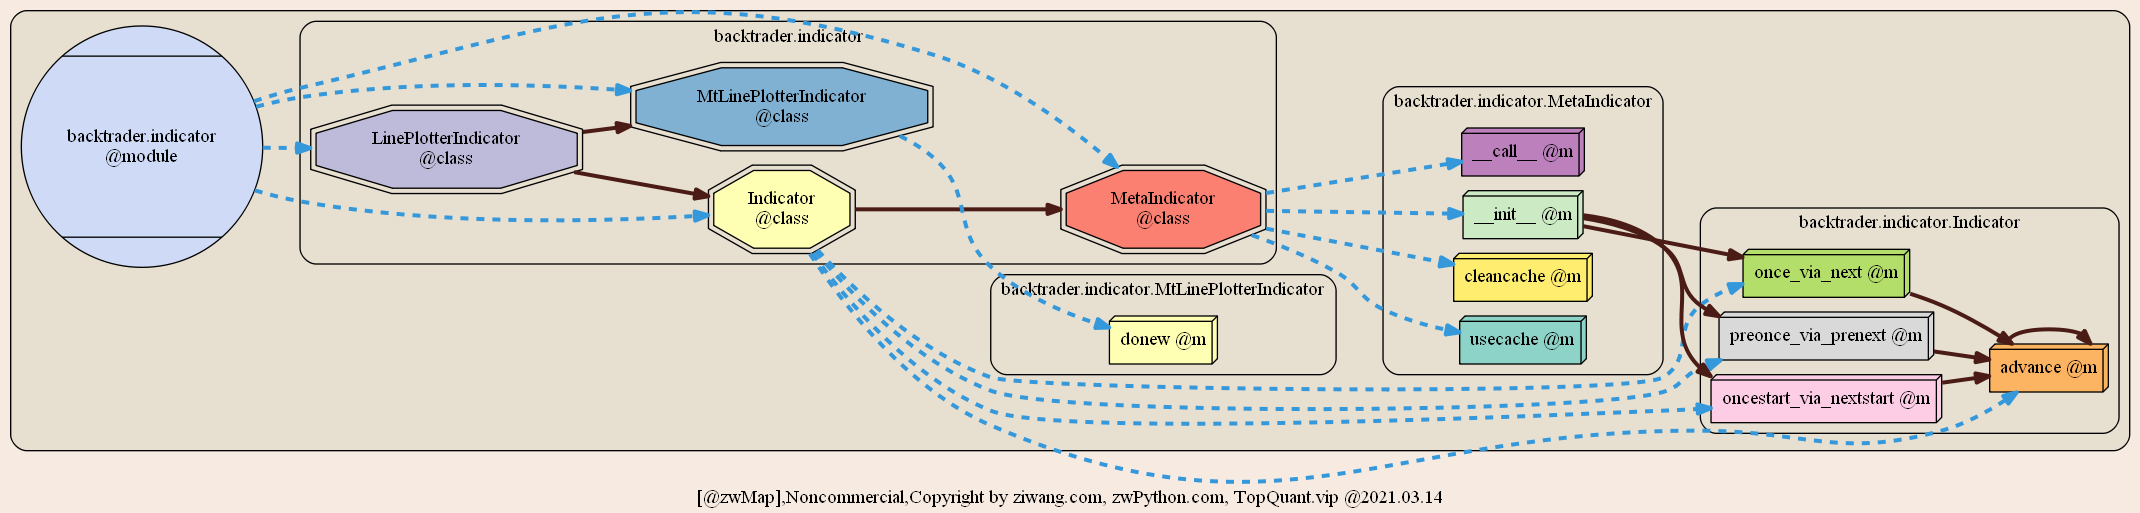 backtrader.indicator
@module
backtrader.indicator
LinePlotterIndicator
@class
MtLinePlotterIndicator
@class
Indicator
@class
MetaIndicator
@class
backtrader.indicator.MtLinePlotterIndicator
donew @m
backtrader.indicator.MetaIndicator
__call__ @m
__init__ @m
cleancache @m
usecache @m
backtrader.indicator.Indicator
once_via_next @m
preonce_via_prenext @m
oncestart_via_nextstart @m
advance @m
[@zwMap],Noncommercial,Copyright by ziwang.com, zwPython.com, TopQuant.vip @2021.03.14